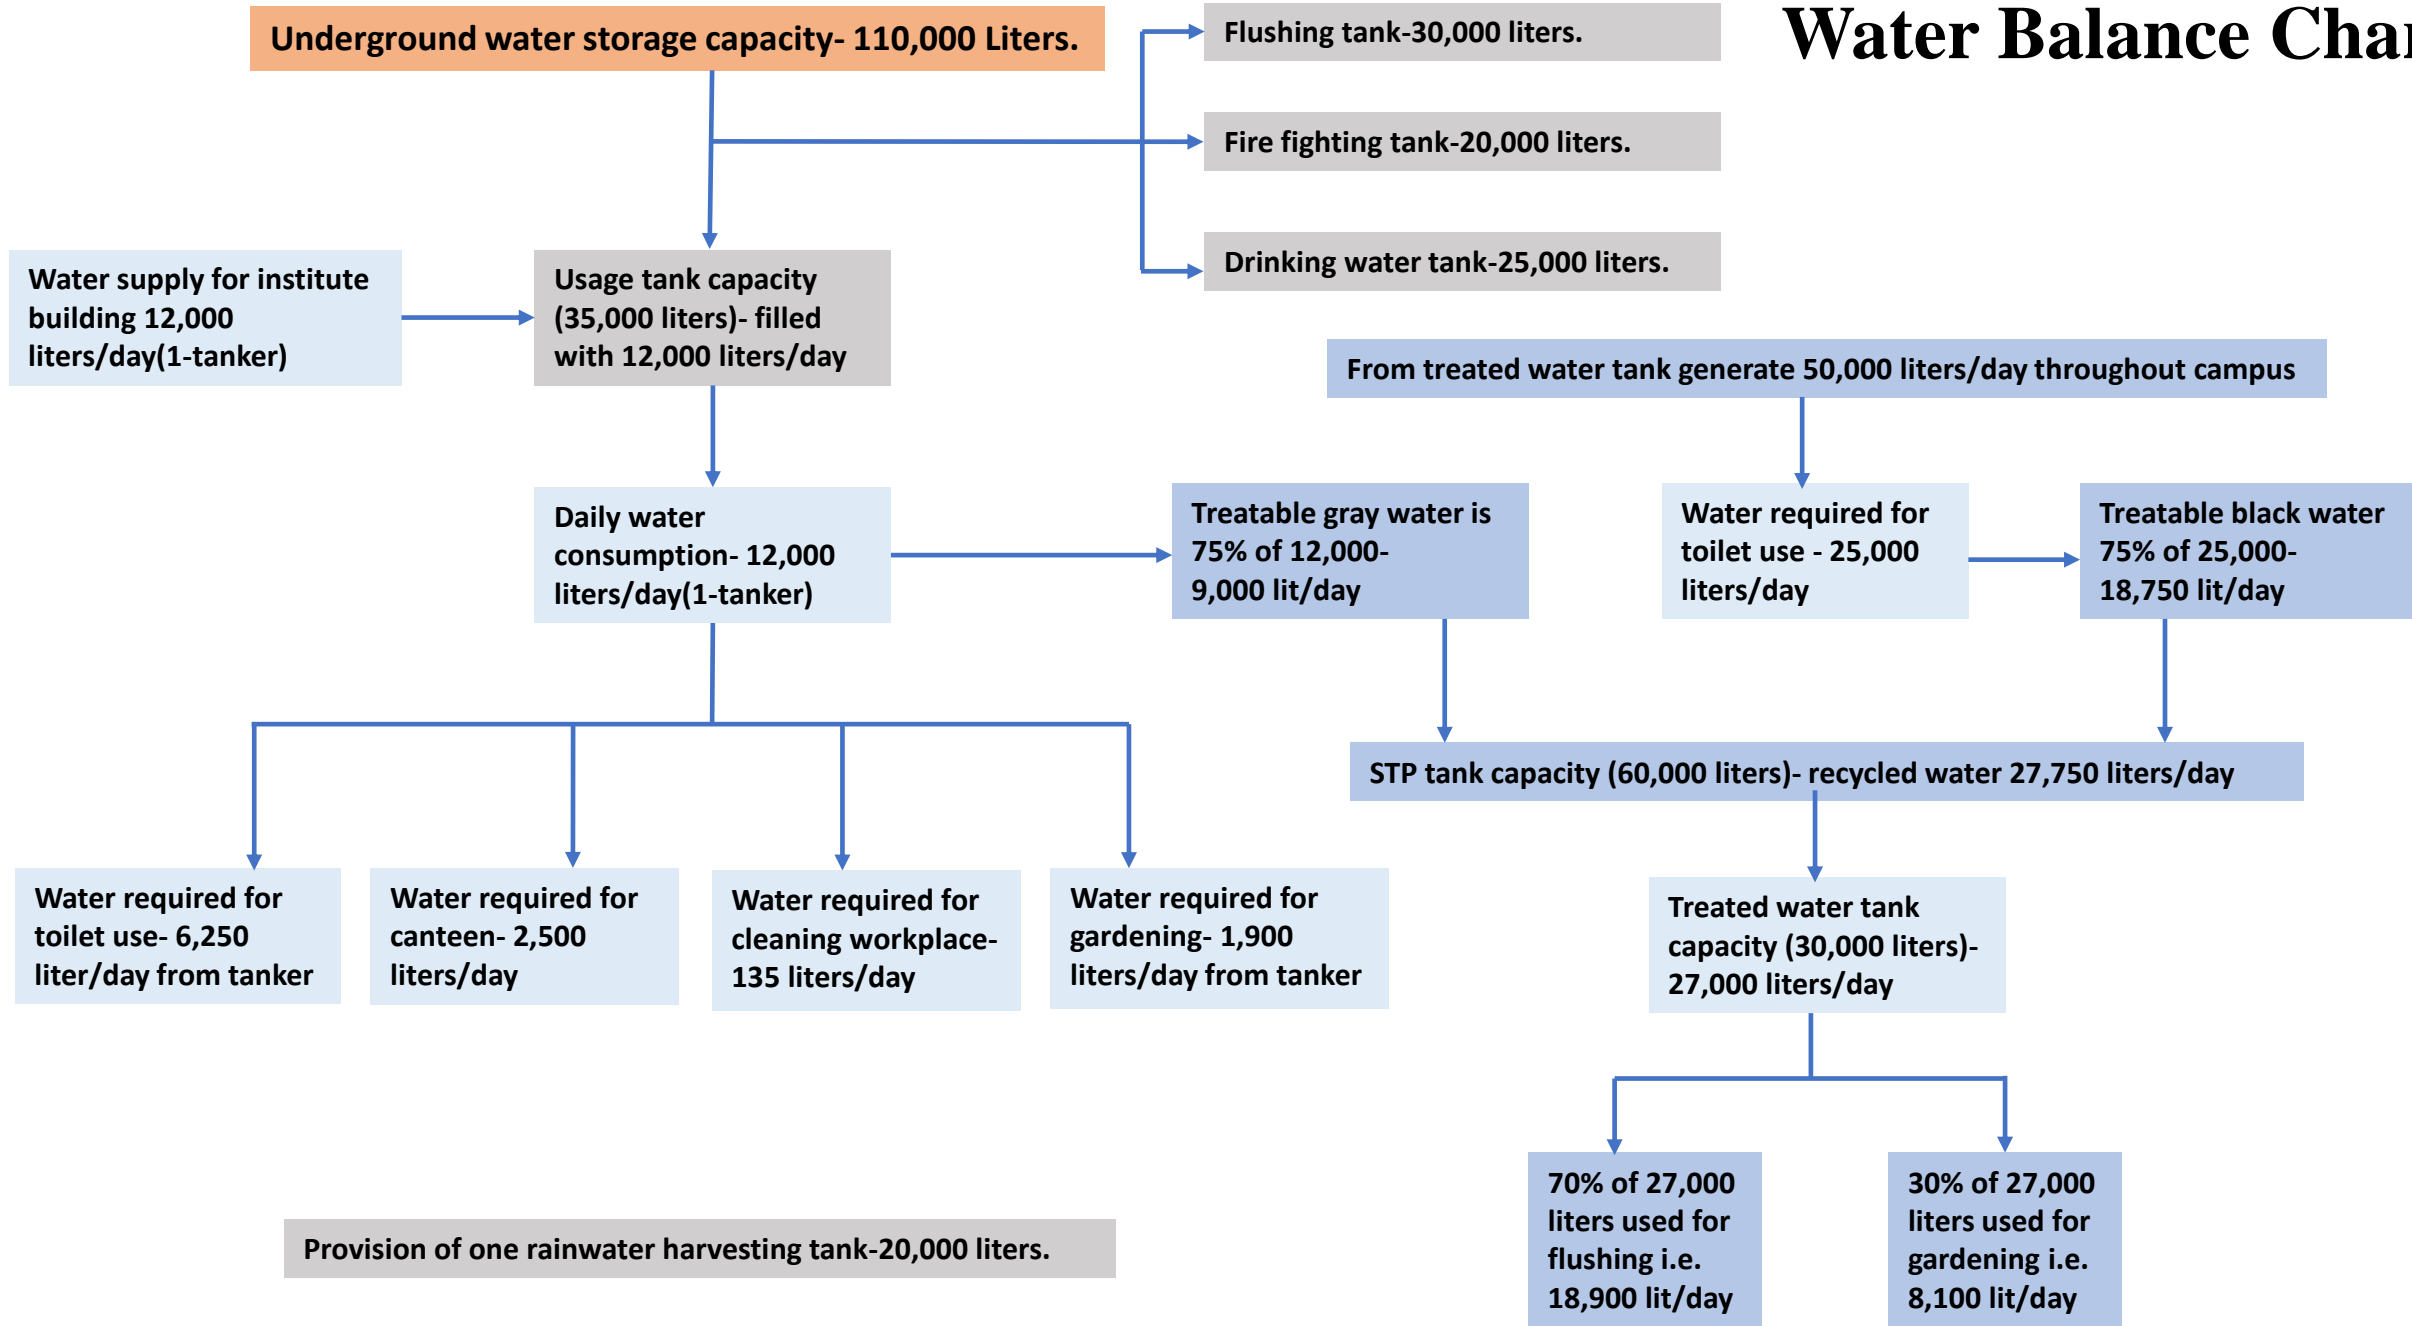 Water Balance Char
Underground water storage capacity- 110,000 Liters.
Flushing tank-30,000 liters.
Fire fighting tank-20,000 liters.
Drinking water tank-25,000 liters.
Water supply for institute
building 12,000
liters/day(1-tanker)
Usage tank capacity
(35,000 liters)- filled
with 12,000 liters/day
From treated water tank generate 50,000 liters/day throughout campus
Daily water
consumption- 12,000
liters/day(1-tanker)
Treatable gray water is
75% of 12,000-
9,000 lit/day
Water required for
toilet use - 25,000
liters/day
Treatable black water
75% of 25,000-
18,750 lit/day
STP tank capacity (60,000 liters)- recycled water 27,750 liters/day
Water required for
toilet use- 6,250
liter/day from tanker
Water required for
canteen- 2,500
liters/day
Water required for
cleaning workplace-
135 liters/day
Water required for
gardening- 1,900
liters/day from tanker
Treated water tank
capacity (30,000 liters)-
27,000 liters/day
70% of 27,000
liters used for
flushing i.e.
18,900 lit/day
30% of 27,000
liters used for
gardening i.e.
8,100 lit/day
Provision of one rainwater harvesting tank-20,000 liters.